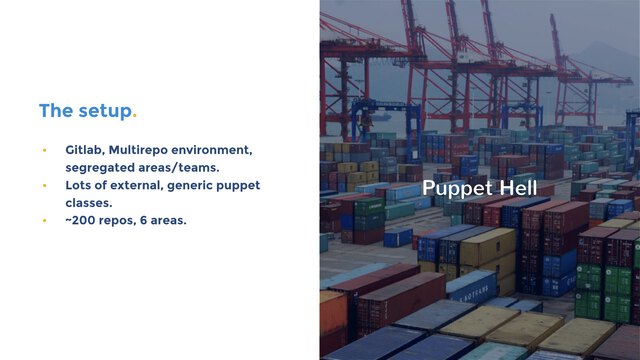 The setup.
• Gitlab, Multirepo environment,
segregated areas/teams.
• Lots of external, generic puppet
classes.
• ~200 repos, 6 areas.
Puppet Hell